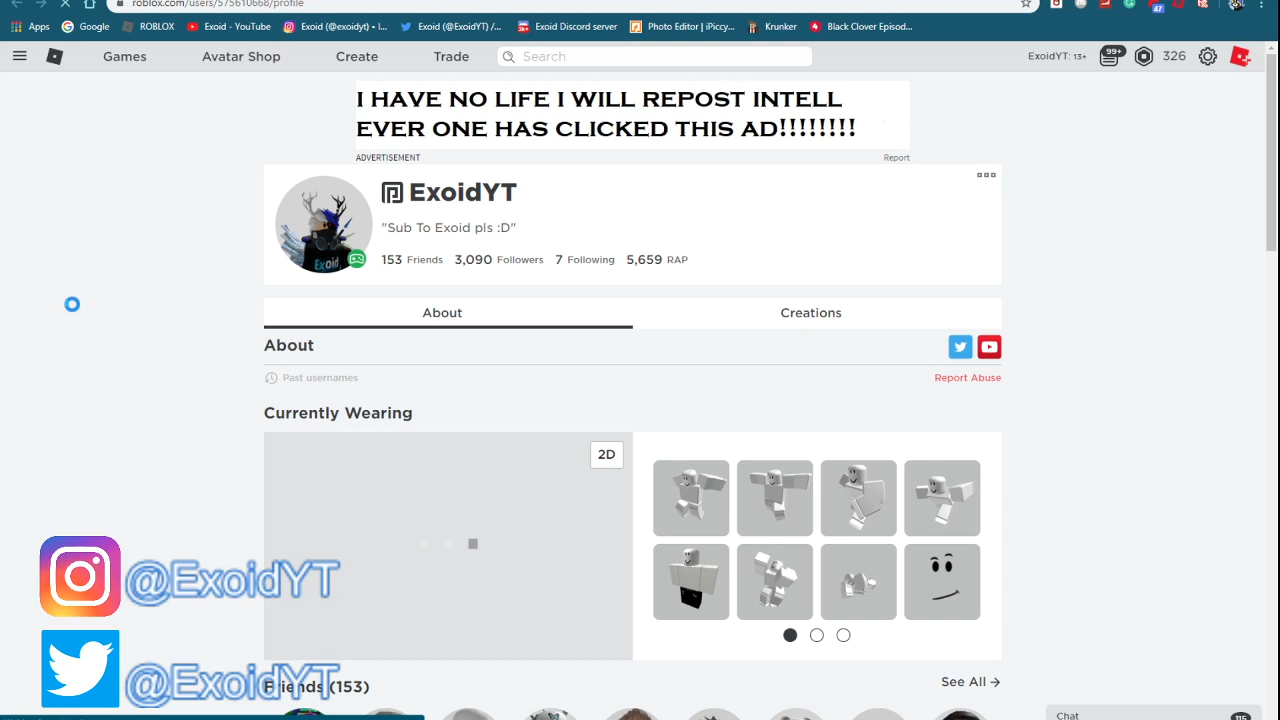 roblox.com/users/575610668/profile
Apps Google ROBLOX Exoid - YouTube Instagram (@exoidyt) • I... Twitter (@ExoidYT) /... Exoid Discord server Photo Editor | iPiccy... Krunker Black Clover Episod...
Games Avatar Shop Create Trade Search ExoidYT: 13+ 99+ 326
I HAVE NO LIFE I WILL REPOST INTELL
EVER ONE HAS CLICKED THIS AD!!!!!!!!
ADVERTISEMENT Report
ExoidYT
"Sub To Exoid pls :D"
153 Friends 3,090 Followers 7 Following 5,659 RAP
Exoid
About Creations
About
Past usernames Report Abuse
Currently Wearing
2D
@ExoidYT
@ExoidYT
Friends (153) See All →
Chat 115